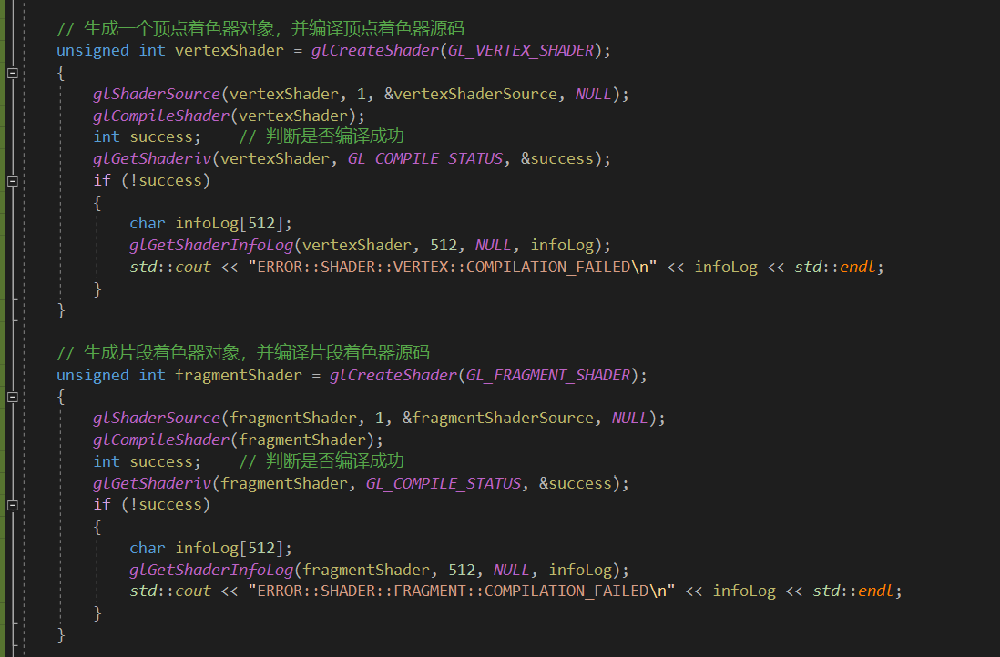 // 生成一个顶点着色器对象，并编译顶点着色器源码
unsigned int vertexShader = glCreateShader(GL_VERTEX_SHADER);
{
glShaderSource(vertexShader, 1, &vertexShaderSource, NULL);
glCompileShader(vertexShader);
int success;    // 判断是否编译成功
glGetShaderiv(vertexShader, GL_COMPILE_STATUS, &success);
if (!success)
{
char infoLog[512];
glGetShaderInfoLog(vertexShader, 512, NULL, infoLog);
std::cout << "ERROR::SHADER::VERTEX::COMPILATION_FAILED\n" << infoLog << std::endl;
}
}
// 生成片段着色器对象，并编译片段着色器源码
unsigned int fragmentShader = glCreateShader(GL_FRAGMENT_SHADER);
{
glShaderSource(fragmentShader, 1, &fragmentShaderSource, NULL);
glCompileShader(fragmentShader);
int success;    // 判断是否编译成功
glGetShaderiv(fragmentShader, GL_COMPILE_STATUS, &success);
if (!success)
{
char infoLog[512];
glGetShaderInfoLog(fragmentShader, 512, NULL, infoLog);
std::cout << "ERROR::SHADER::FRAGMENT::COMPILATION_FAILED\n" << infoLog << std::endl;
}
}